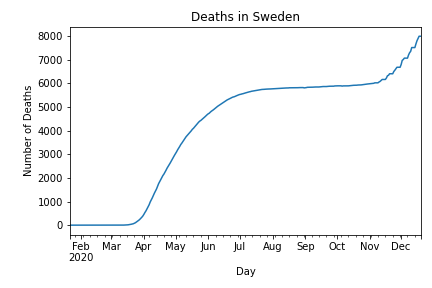 Deaths in Sweden
Number of Deaths
8000
7000
6000
5000
4000
3000
2000
1000
0
Feb Mar Apr May Jun Jul Aug Sep Oct Nov Dec
2020
Day